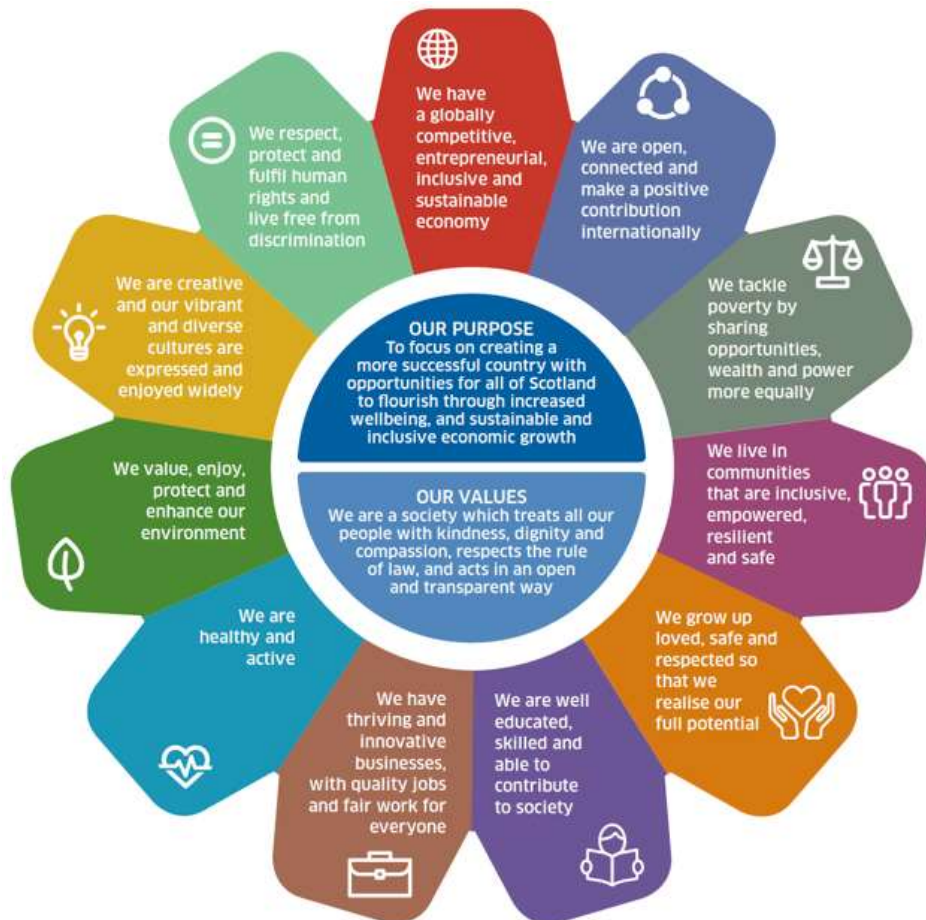 We have
a globally
competitive,
entrepreneurial,
inclusive and
sustainable
economy
We are open,
connected and
make a positive
contribution
internationally
We tackle
poverty by
sharing
opportunities,
wealth and power
more equally
We live in
communities
that are inclusive,
empowered,
resilient
and safe
We grow up
loved, safe and
respected so
that we
realise our
full potential
We are well
educated,
skilled and
able to
contribute
to society
We have
thriving and
innovative
businesses,
with quality jobs
and fair work for
everyone
We are
healthy and
active
We value, enjoy,
protect and
enhance our
environment
We are creative
and our vibrant
and diverse
cultures are
expressed and
enjoyed widely
We respect,
protect and
fulfil human
rights and
live free from
discrimination
OUR PURPOSE
To focus on creating a
more successful country with
opportunities for all of Scotland
to flourish through increased
wellbeing, and sustainable and
inclusive economic growth
OUR VALUES
We are a society which treats all our
people with kindness, dignity and
compassion, respects the rule
of law, and acts in an open
and transparent way